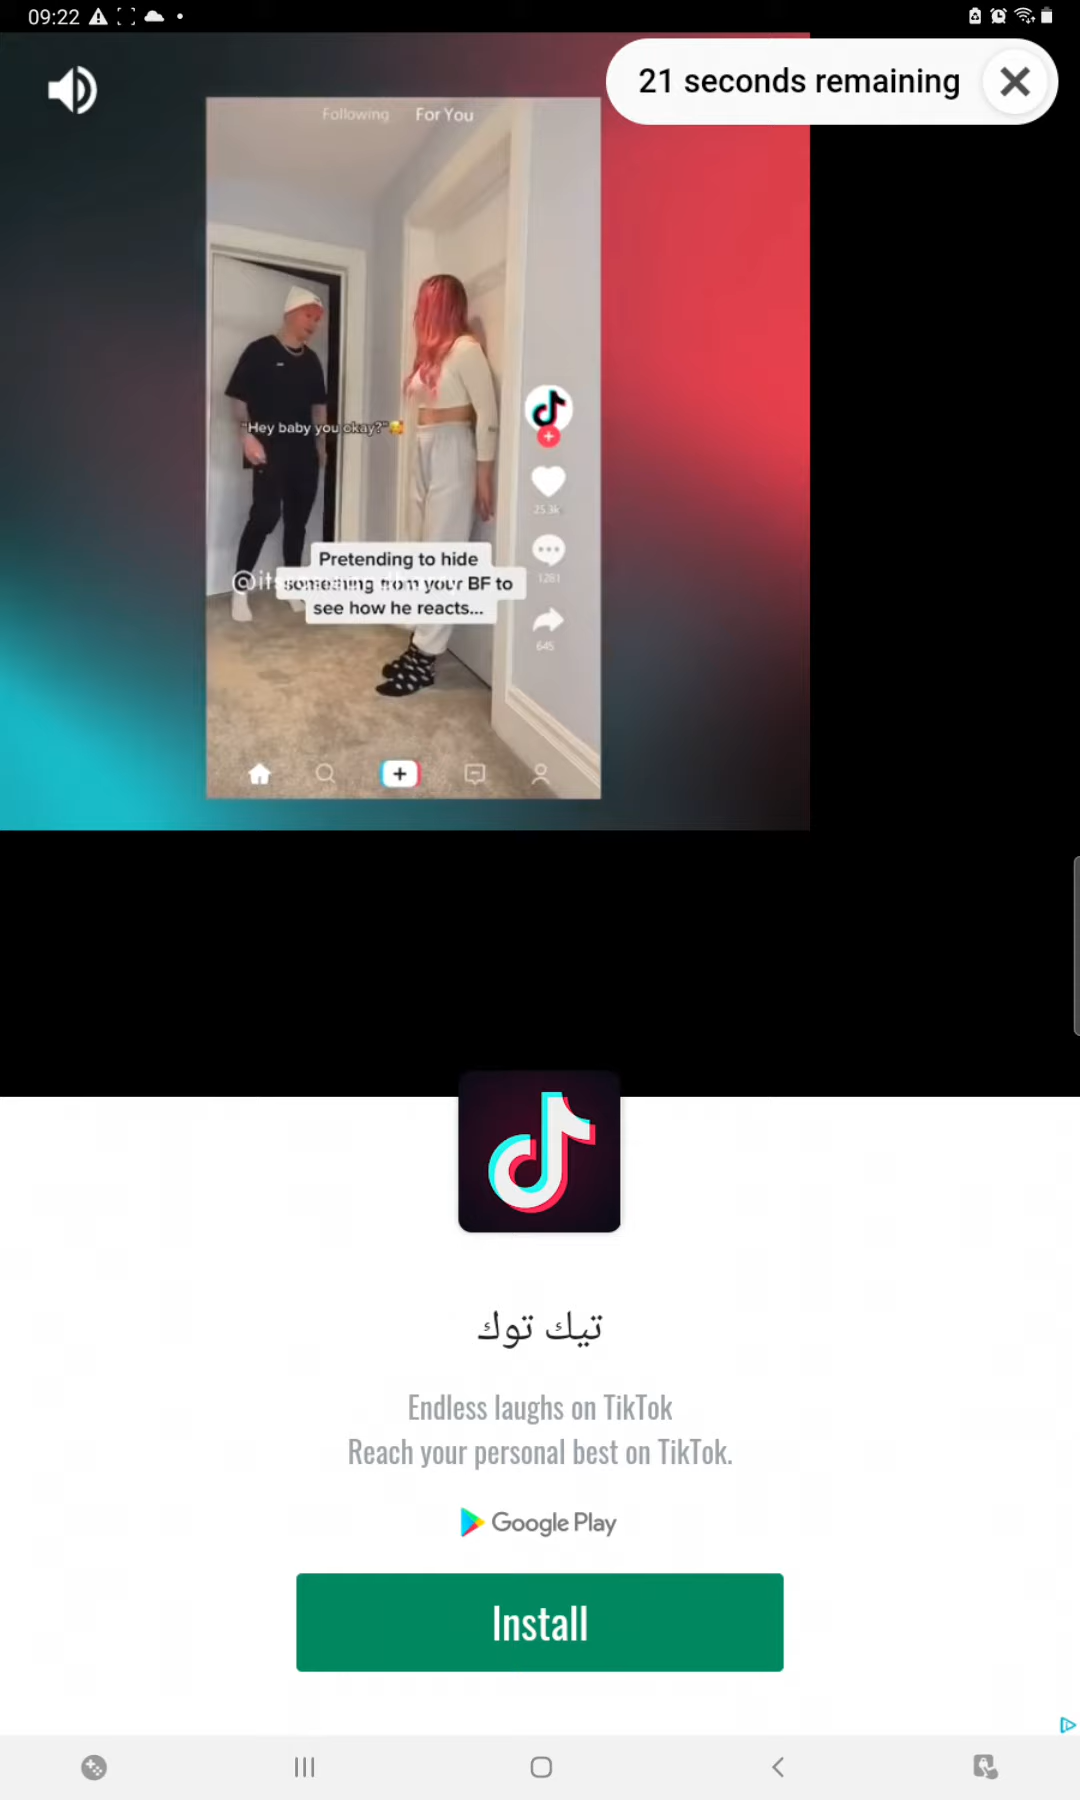 09:22
21 seconds remaining
Following For You
"Hey baby you okay?"🥰
25.3k
Pretending to hide
something from your BF to
see how he reacts...
1281
645
تيك توك
Endless laughs on TikTok
Reach your personal best on TikTok.
Google Play
Install